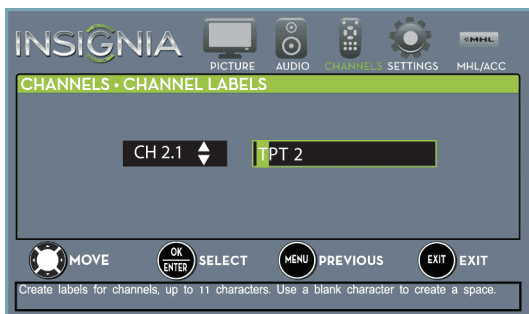 INSIGNIA
PICTURE AUDIO CHANNELS SETTINGS MHL MHL/ACC
CHANNELS • CHANNEL LABELS
CH 2.1 TPT 2
MOVE OK ENTER SELECT MENU PREVIOUS EXIT EXIT
Create labels for channels, up to 11 characters. Use a blank character to create a space.